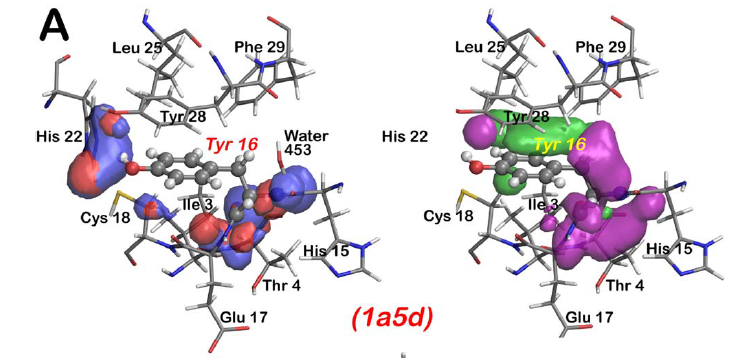 A
Leu 25
Phe 29
Tyr 28
His 22
Tyr 16
Water
453
Cys 18
Ile 3
His 15
Thr 4
Glu 17
(1a5d)
Leu 25
Phe 29
Tyr 28
His 22
Tyr 16
Cys 18
Ile 3
His 15
Thr 4
Glu 17